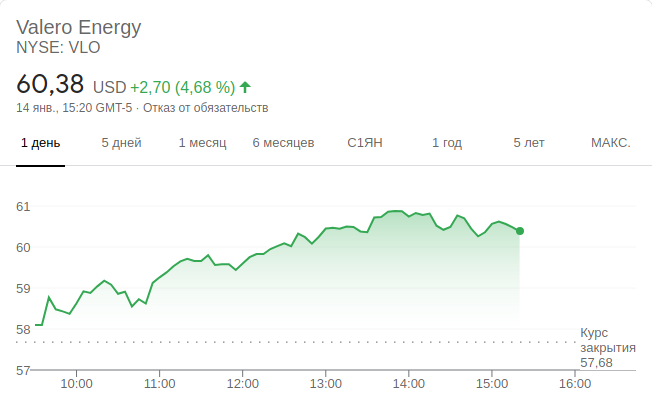 Valero Energy
NYSE: VLO
60,38 USD +2,70 (4,68 %)
14 янв., 15:20 GMT-5 · Отказ от обязательств
1 день 5 дней 1 месяц 6 месяцев С1ЯН 1 год 5 лет МАКС.
61
60
59
58
57
Курс
закрытия
57,68
10:00 11:00 12:00 13:00 14:00 15:00 16:00